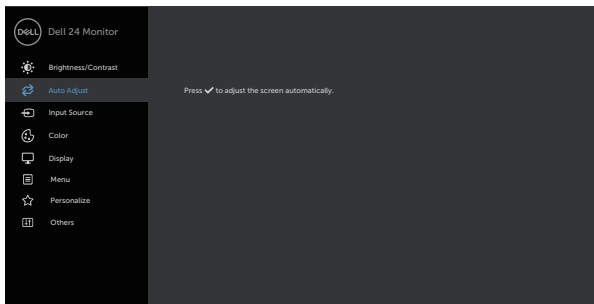 DELL Dell 24 Monitor
Brightness/Contrast
Auto Adjust
Press ✓ to adjust the screen automatically.
Input Source
Color
Display
Menu
Personalize
Others